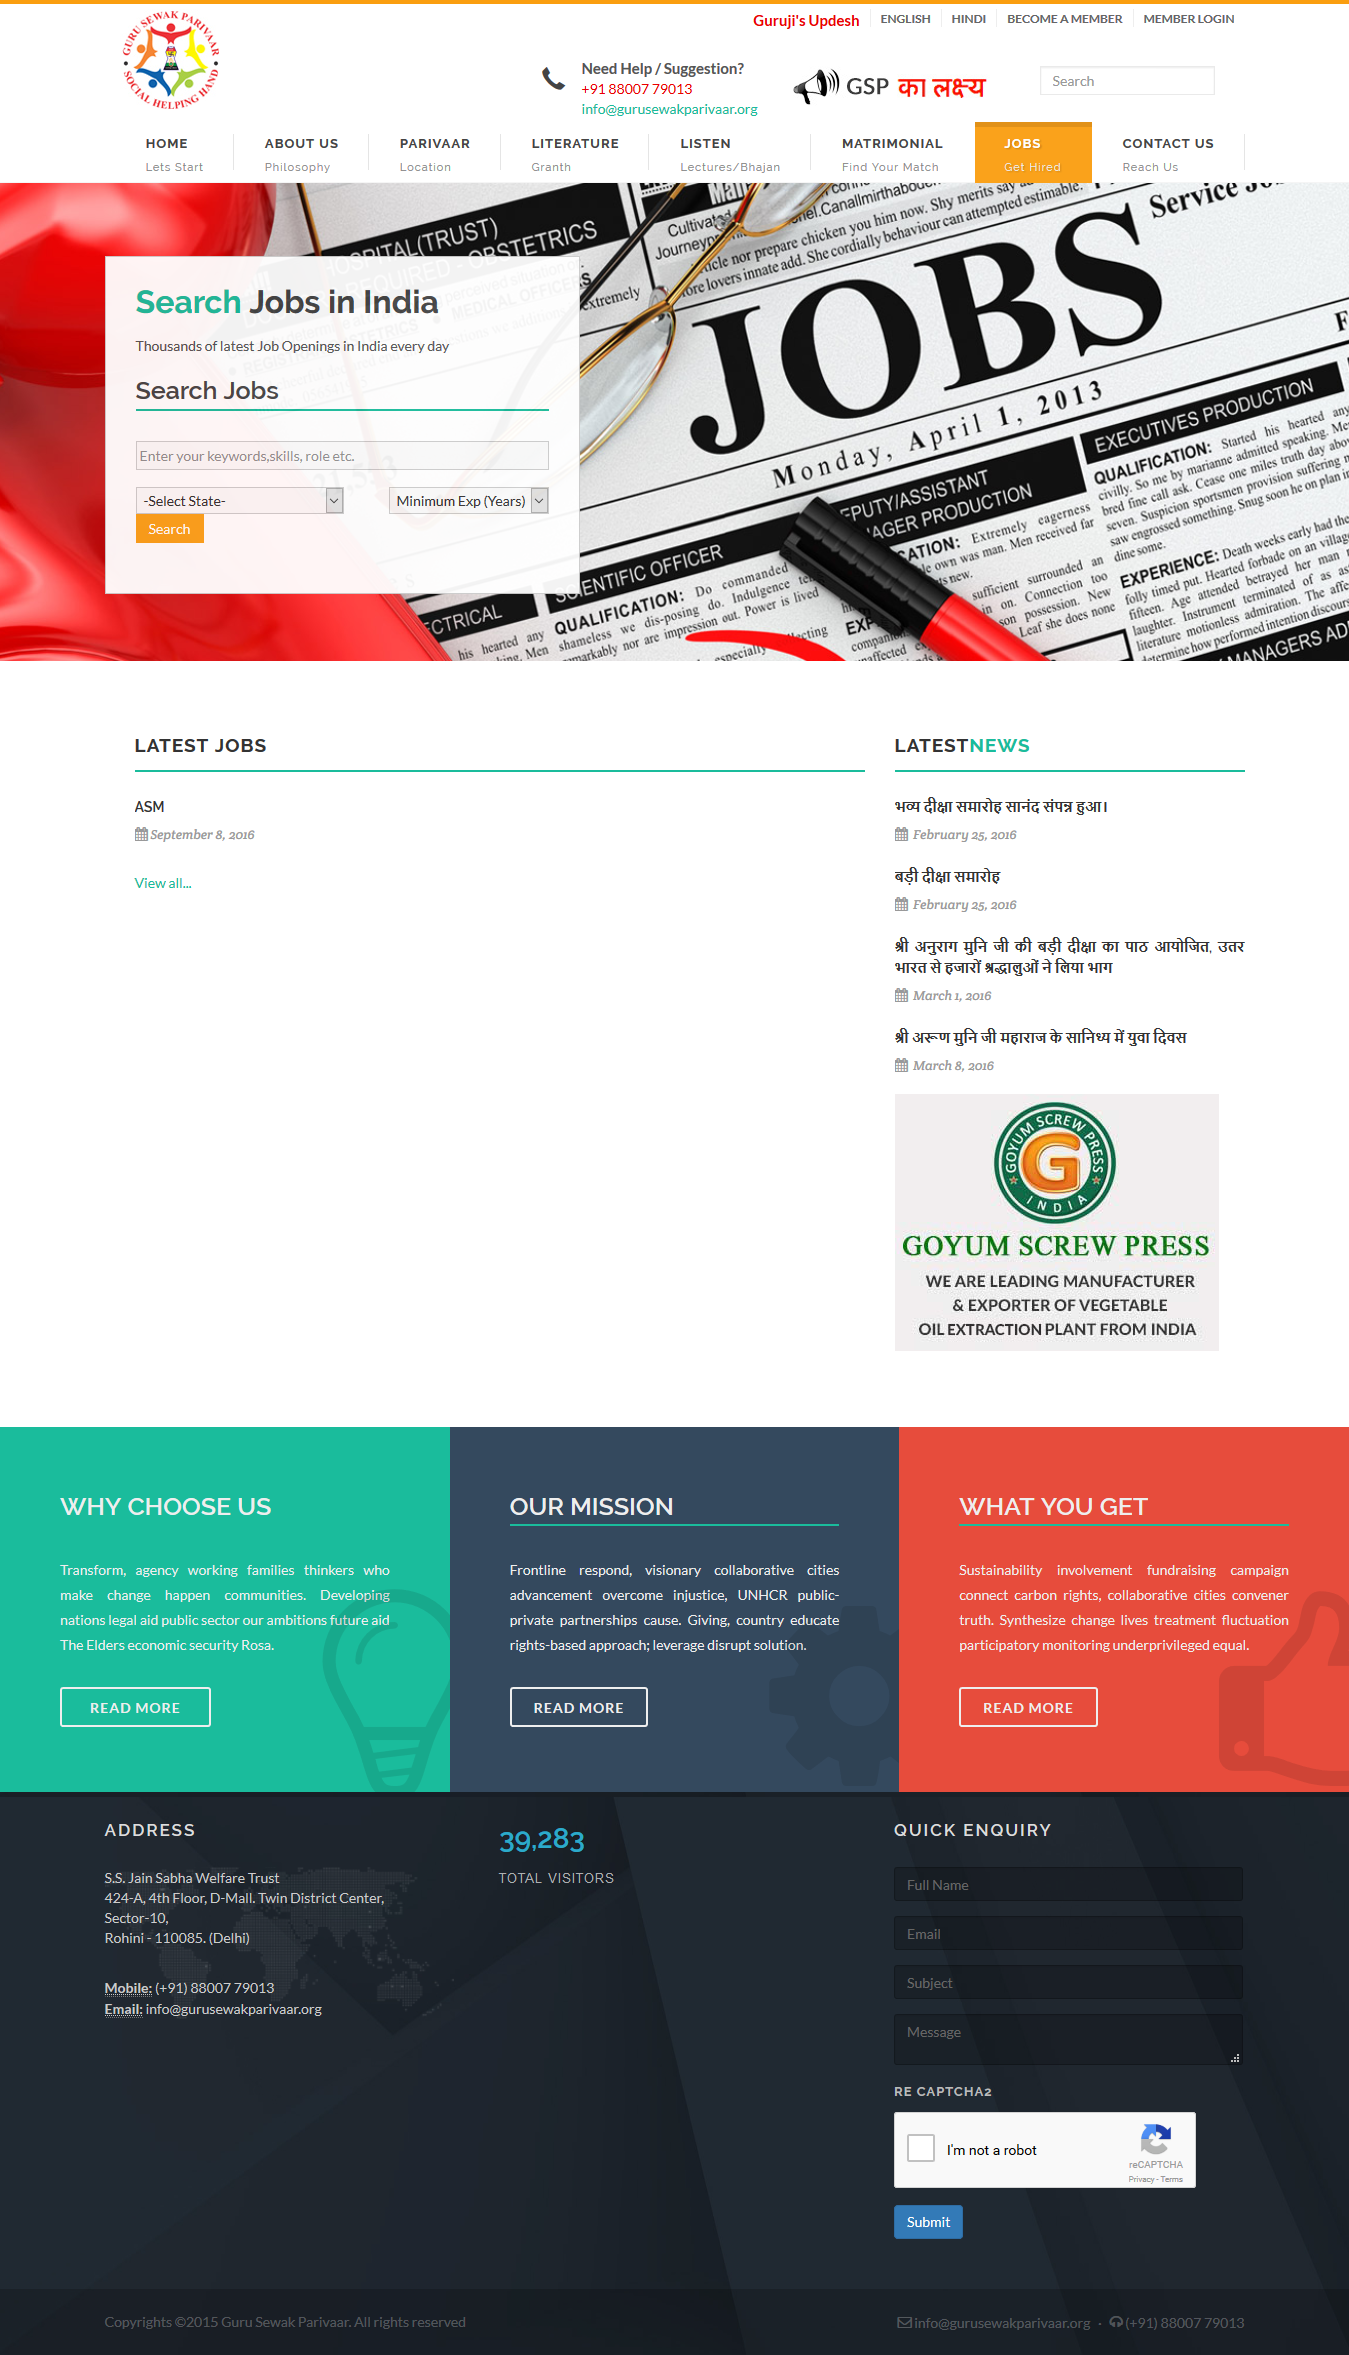 GURU SEWAK PARIVAAR
SOCIAL HELPING HAND
Guruji's Updesh
ENGLISH
HINDI
BECOME A MEMBER
MEMBER LOGIN
Need Help / Suggestion?
+91 88007 79013
info@gurusewakparivaar.org
GSP का लक्ष्य
Search
HOME
Lets Start
ABOUT US
Philosophy
PARIVAAR
Location
LITERATURE
Granth
LISTEN
Lectures/Bhajan
MATRIMONIAL
Find Your Match
JOBS
Get Hired
CONTACT US
Reach Us
JOBS
Monday, April 1, 2013
EXECUTIVES PRODUCTION
Search Jobs in India
Thousands of latest Job Openings in India every day
Search Jobs
Enter your keywords,skills, role etc.
-Select State-
Minimum Exp (Years)
Search
LATEST JOBS
ASM
September 8, 2016
View all...
LATESTNEWS
भव्य दीक्षा समारोह सानंद संपन्न हुआ।
February 25, 2016
बड़ी दीक्षा समारोह
February 25, 2016
श्री अनुराग मुनि जी की बड़ी दीक्षा का पाठ आयोजित, उतर
भारत से हजारों श्रद्धालुओं ने लिया भाग
March 1, 2016
श्री अरूण मुनि जी महाराज के सानिध्य में युवा दिवस
March 8, 2016
GOYUM SCREW PRESS
G
INDIA
GOYUM SCREW PRESS
WE ARE LEADING MANUFACTURER
& EXPORTER OF VEGETABLE
OIL EXTRACTION PLANT FROM INDIA
WHY CHOOSE US
Transform, agency working families thinkers who
make change happen communities. Developing
nations legal aid public sector our ambitions future aid
The Elders economic security Rosa.
READ MORE
OUR MISSION
Frontline respond, visionary collaborative cities
advancement overcome injustice, UNHCR public-
private partnerships cause. Giving, country educate
rights-based approach; leverage disrupt solution.
READ MORE
WHAT YOU GET
Sustainability involvement fundraising campaign
connect carbon rights, collaborative cities convener
truth. Synthesize change lives treatment fluctuation
participatory monitoring underprivileged equal.
READ MORE
ADDRESS
S.S. Jain Sabha Welfare Trust
424-A, 4th Floor, D-Mall. Twin District Center,
Sector-10,
Rohini - 110085. (Delhi)
Mobile: (+91) 88007 79013
Email: info@gurusewakparivaar.org
39,283
TOTAL VISITORS
QUICK ENQUIRY
Full Name
Email
Subject
Message
RE CAPTCHA2
I'm not a robot
reCAPTCHA
Privacy - Terms
Submit
Copyrights ©2015 Guru Sewak Parivaar. All rights reserved
info@gurusewakparivaar.org · (+91) 88007 79013